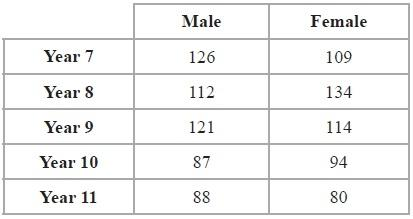 Male Female
Year 7 126 109
Year 8 112 134
Year 9 121 114
Year 10 87 94
Year 11 88 80